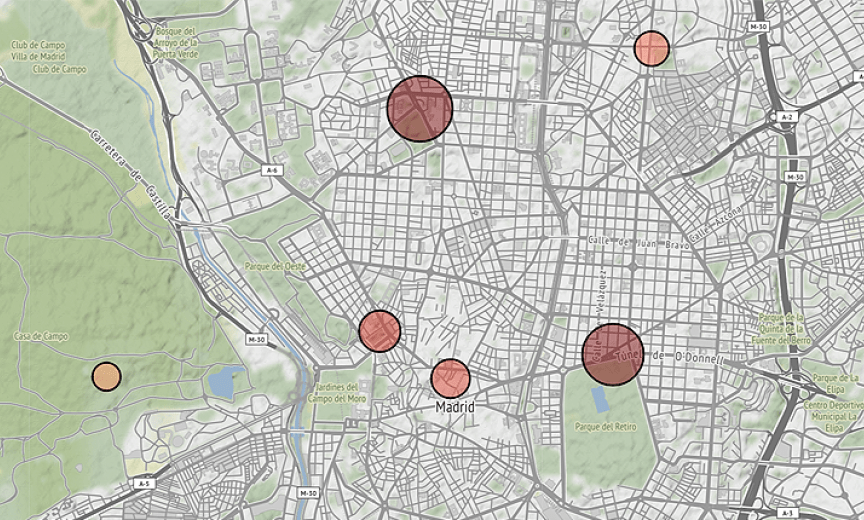 Bosque del
Arroyo de la
Puerta Verde
M-30
Club de Campo
Villa de Madrid
Club de Campo
A-2
Carretera de Castilla
A-6
M-30
Calle de Juan Bravo
Calle Azcona
Parque del Oeste
Calle Velázquez
Casa de Campo
M-30
Parque de la
Quinta de la
Fuente del Berro
Túnel de O'Donnell
Jardines del
Campo del Moro
Madrid
Parque de La
Elipa
Centro Deportivo
Municipal La
Elipa
Parque del Retiro
A-5
M-30
A-3